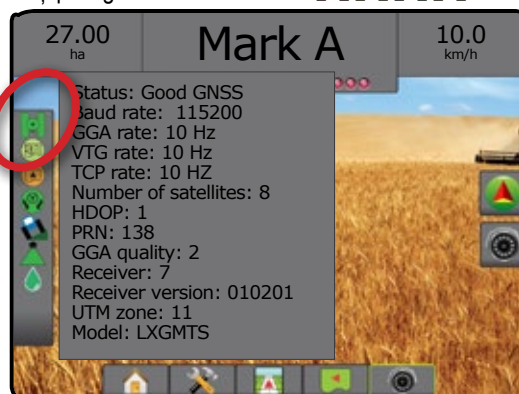 27.00
ha
Mark A
10.0
km/h
Status: Good GNSS
Baud rate: 115200
GGA rate: 10 Hz
VTG rate: 10 Hz
TCP rate: 10 HZ
Number of satellites: 8
HDOP: 1
PRN: 138
GGA quality: 2
Receiver: 7
Receiver version: 010201
UTM zone: 11
Model: LXGMTS